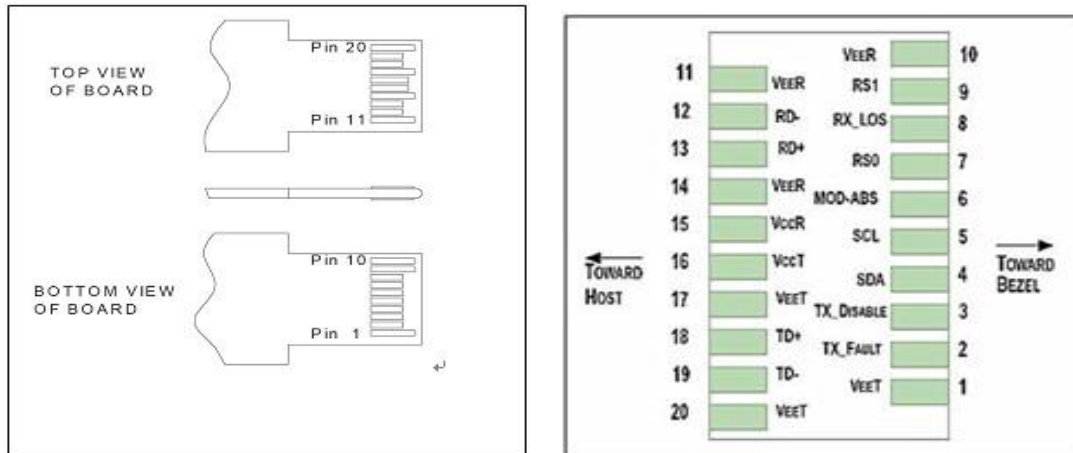 Pin 20
TOP VIEW
OF BOARD
Pin 11
Pin 10
BOTTOM VIEW
OF BOARD
Pin 1
VEER 10
11 VEER
RS1 9
12 RD-
RX_LOS 8
13 RD+
RS0 7
14 VEER
MOD-ABS 6
15 VCCR
SCL 5
16 VCCT
SDA 4
TOWARD
HOST
TOWARD
BEZEL
17 VEET
TX_DISABLE 3
18 TD+
TX_FAULT 2
19 TD-
VEET 1
20 VEET